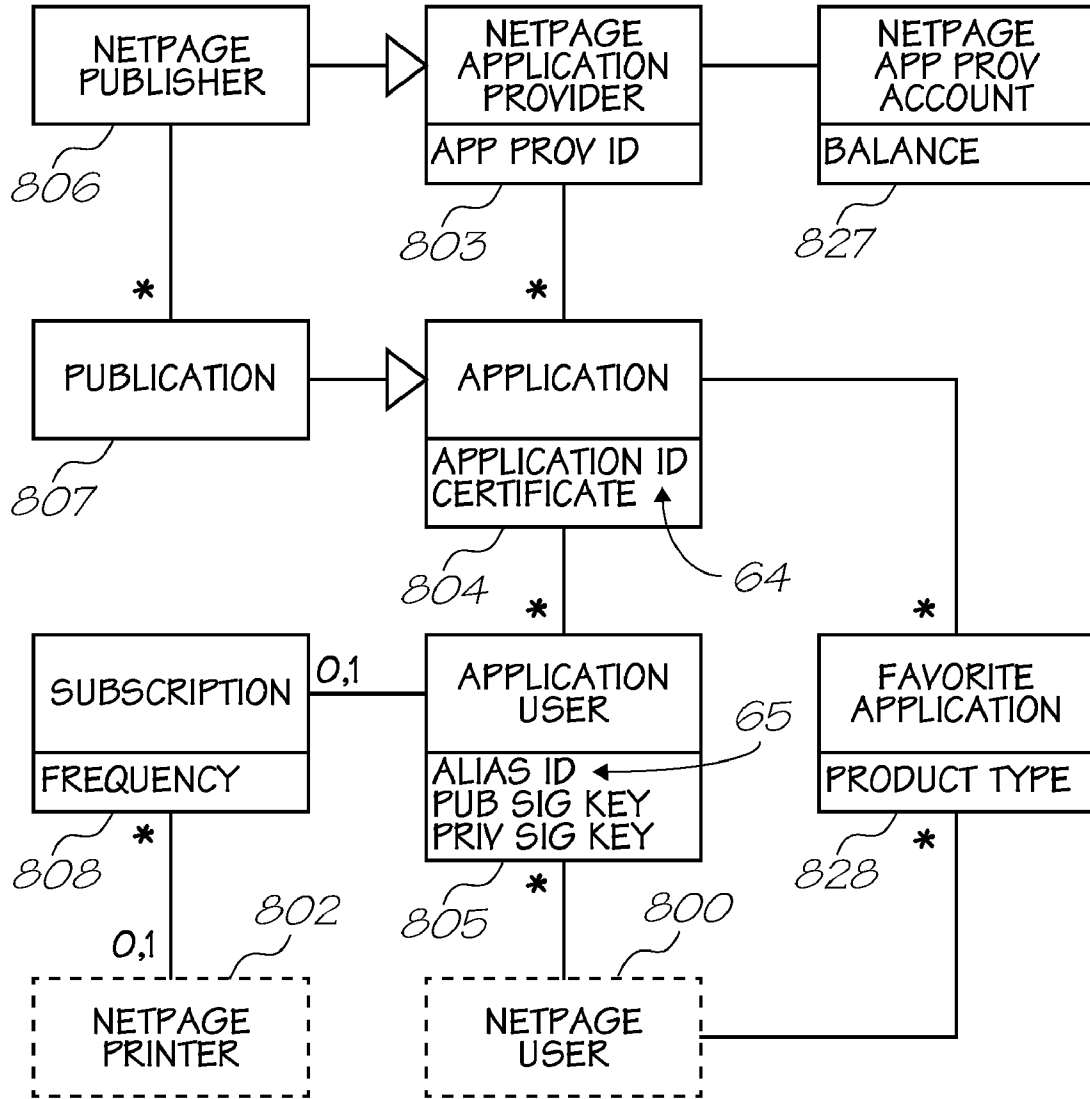 NETPAGE
PUBLISHER
NETPAGE
APPLICATION
PROVIDER
APP PROV ID
NETPAGE
APP PROV
ACCOUNT
BALANCE
806
803
827
*
*
PUBLICATION
APPLICATION
APPLICATION ID
CERTIFICATE
807
804
64
*
*
SUBSCRIPTION
FREQUENCY
0,1
APPLICATION
USER
ALIAS ID
PUB SIG KEY
PRIV SIG KEY
65
FAVORITE
APPLICATION
PRODUCT TYPE
808
*
805
*
828
*
802
800
0,1
NETPAGE
PRINTER
NETPAGE
USER